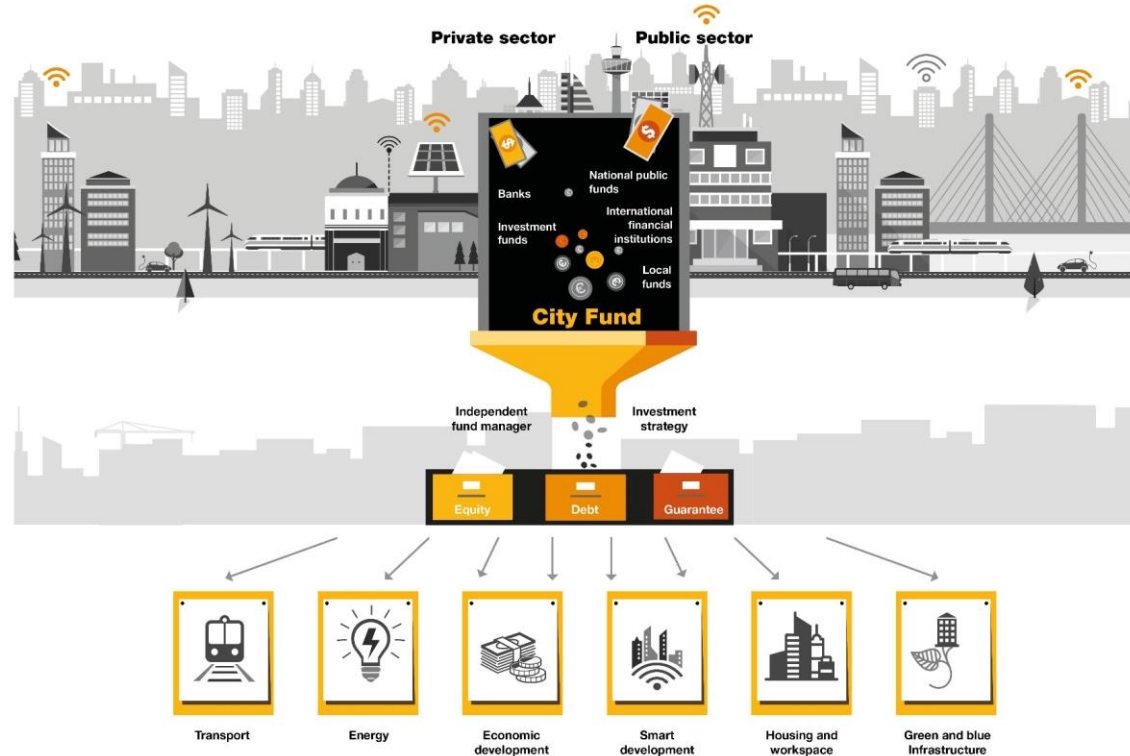 Private sector
Public sector
Banks
National public
funds
Investment
funds
International
financial
institutions
Local
funds
City Fund
Independent
fund manager
Investment
strategy
Equity
Debt
Guarantee
Transport
Energy
Economic
development
Smart
development
Housing and
workspace
Green and blue
Infrastructure